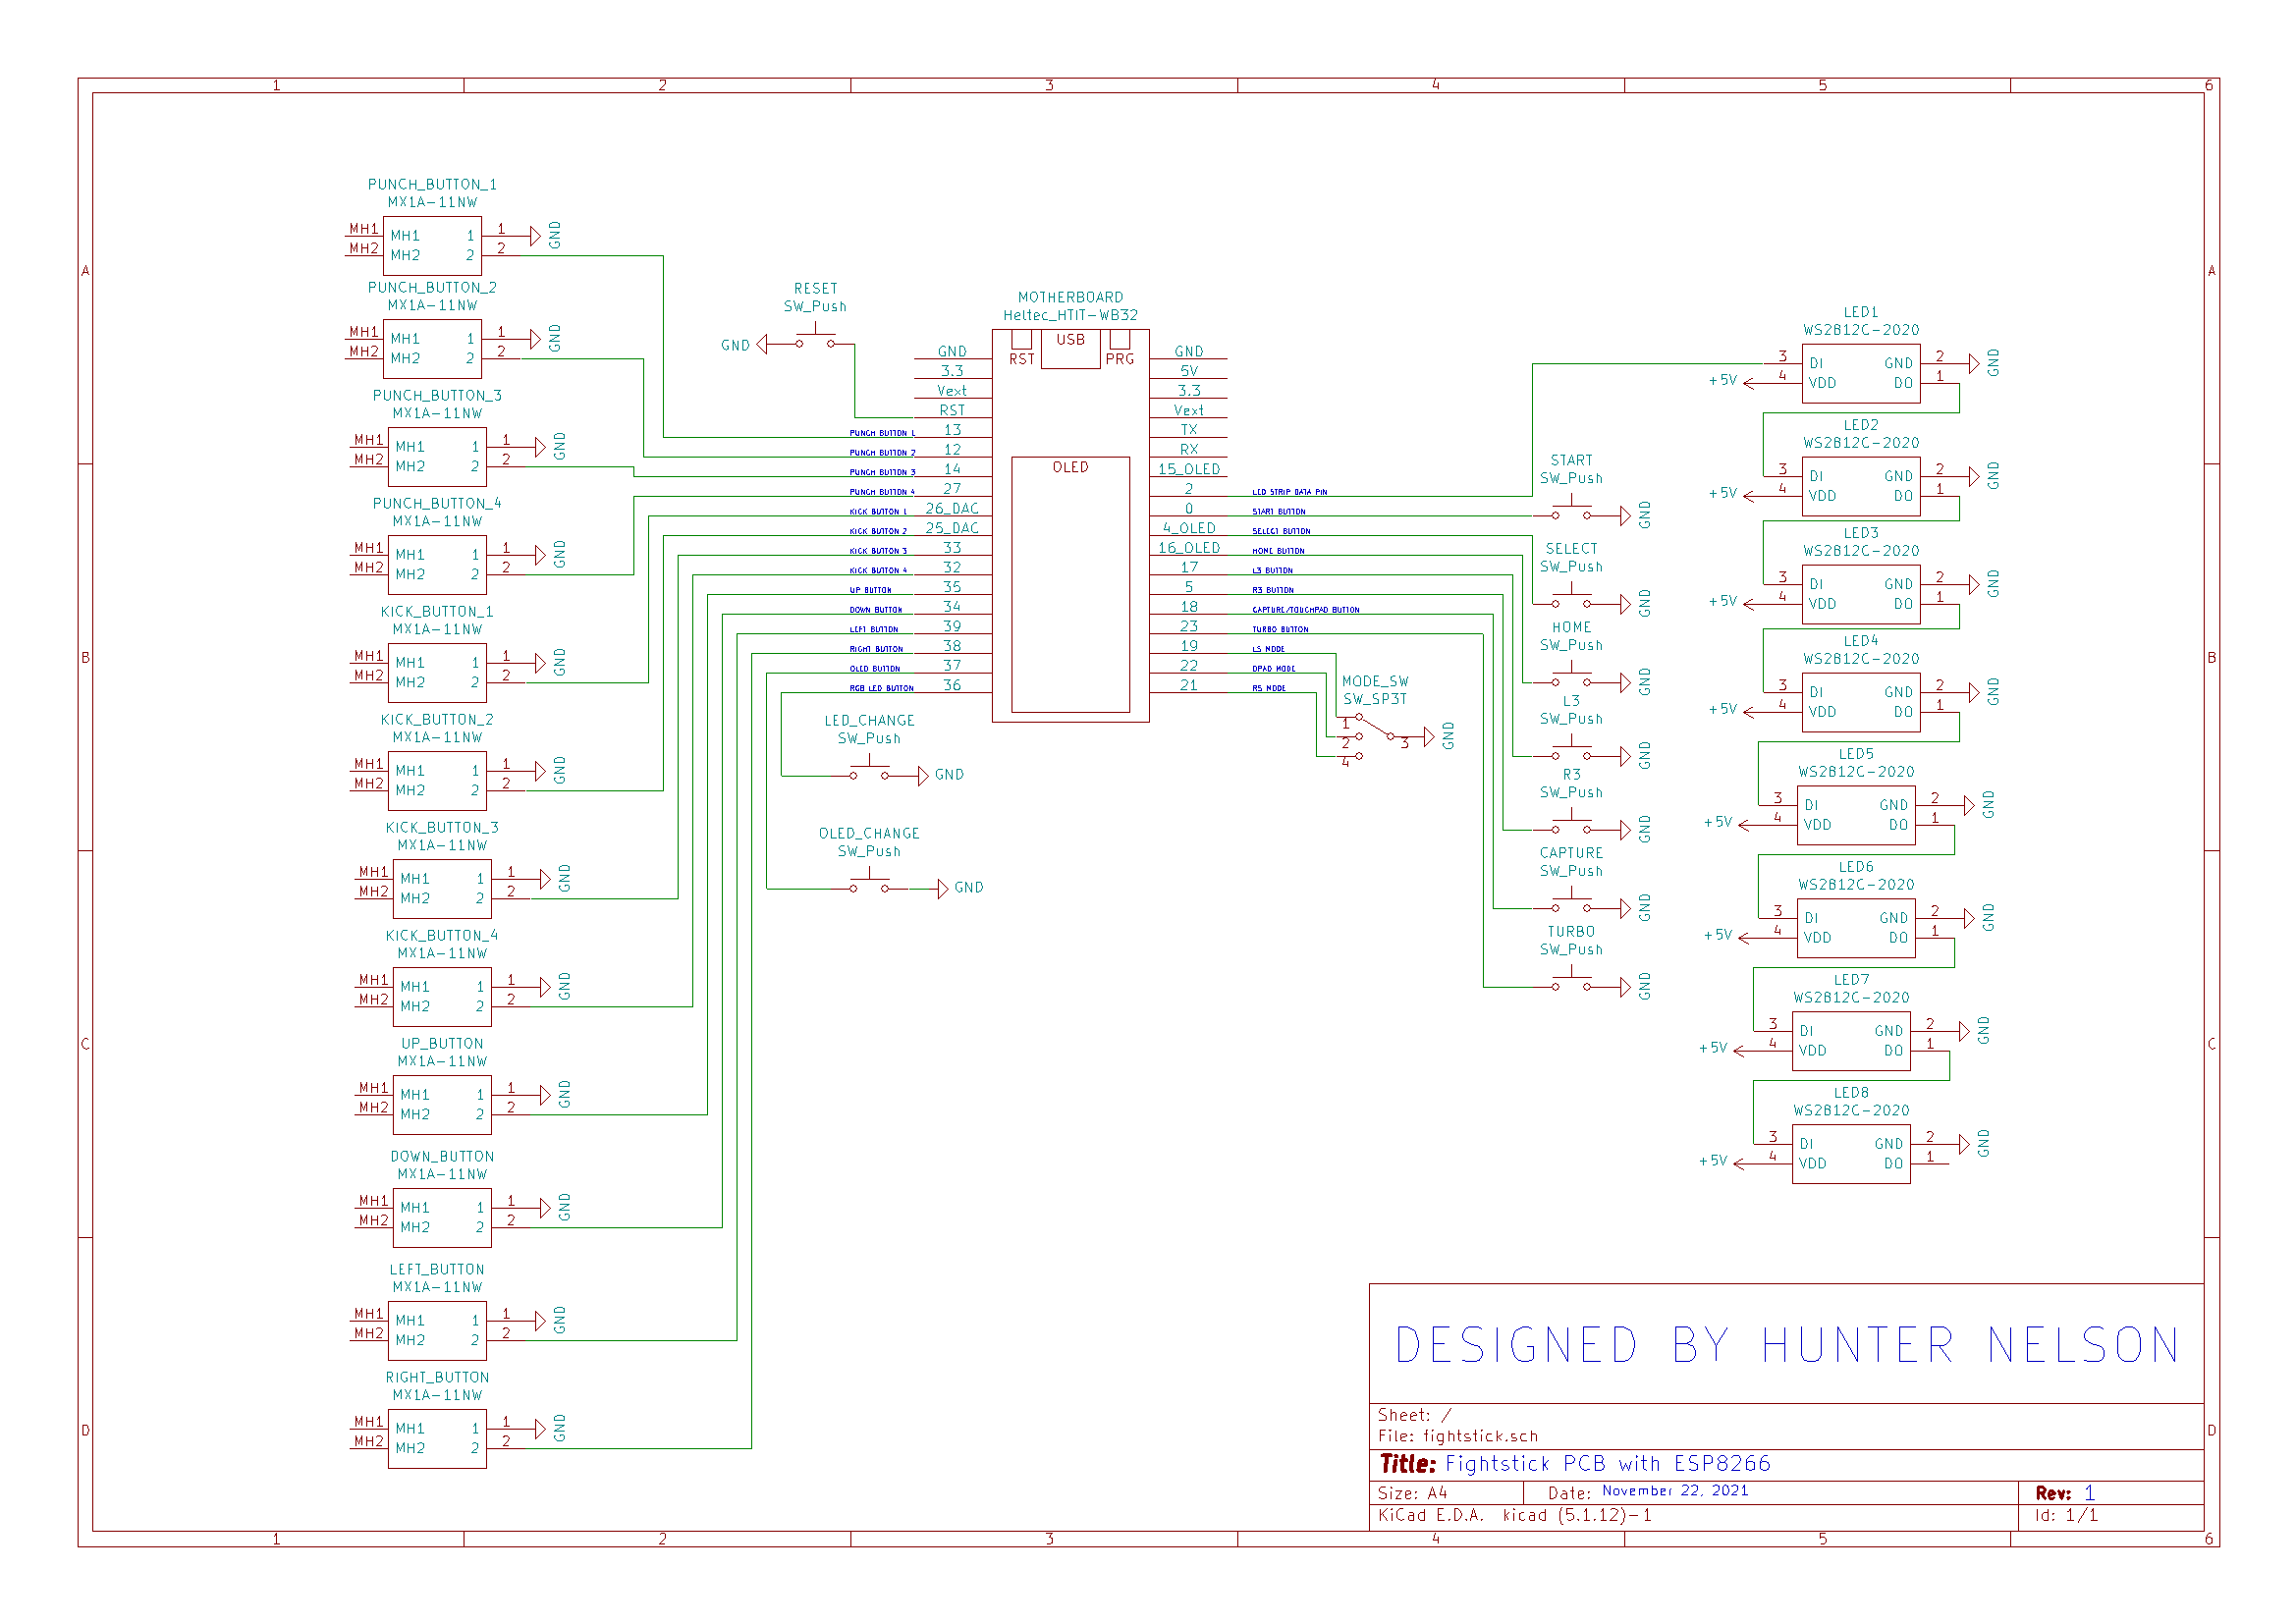 1 2 3 4 5 6
A A
B B
C C
D D
1 2 3 4 5 6
PUNCH_BUTTON_1
MX1A-11NW
MH1 MH1 1 1 GND
MH2 MH2 2 2
PUNCH_BUTTON_2
MX1A-11NW
MH1 MH1 1 1 GND
MH2 MH2 2 2
PUNCH_BUTTON_3
MX1A-11NW
MH1 MH1 1 1 GND
MH2 MH2 2 2
PUNCH_BUTTON_4
MX1A-11NW
MH1 MH1 1 1 GND
MH2 MH2 2 2
KICK_BUTTON_1
MX1A-11NW
MH1 MH1 1 1 GND
MH2 MH2 2 2
KICK_BUTTON_2
MX1A-11NW
MH1 MH1 1 1 GND
MH2 MH2 2 2
KICK_BUTTON_3
MX1A-11NW
MH1 MH1 1 1 GND
MH2 MH2 2 2
KICK_BUTTON_4
MX1A-11NW
MH1 MH1 1 1 GND
MH2 MH2 2 2
UP_BUTTON
MX1A-11NW
MH1 MH1 1 1 GND
MH2 MH2 2 2
DOWN_BUTTON
MX1A-11NW
MH1 MH1 1 1 GND
MH2 MH2 2 2
LEFT_BUTTON
MX1A-11NW
MH1 MH1 1 1 GND
MH2 MH2 2 2
RIGHT_BUTTON
MX1A-11NW
MH1 MH1 1 1 GND
MH2 MH2 2 2
RESET
SW_Push
GND
MOTHERBOARD
Heltec_HTIT-WB32
USB
RST PRG
OLED
GND
3.3
Vext
RST
PUNCH BUTTON 1 13
PUNCH BUTTON 2 12
PUNCH BUTTON 3 14
PUNCH BUTTON 4 27
KICK BUTTON 1 26_DAC
KICK BUTTON 2 25_DAC
KICK BUTTON 3 33
KICK BUTTON 4 32
UP BUTTON 35
DOWN BUTTON 34
LEFT BUTTON 39
RIGHT BUTTON 38
OLED BUTTON 37
RGB LED BUTTON 36
GND
5V
3.3
Vext
TX
RX
15_OLED
2 LED STRIP DATA PIN
0 START BUTTON
4_OLED SELECT BUTTON
16_OLED HOME BUTTON
17 L3 BUTTON
5 R3 BUTTON
18 CAPTURE/TOUCHPAD BUTTON
23 TURBO BUTTON
19 LS MODE
22 DPAD MODE
21 RS MODE
LED_CHANGE
SW_Push
GND
OLED_CHANGE
SW_Push
GND
MODE_SW
SW_SP3T
1
2 3 GND
4
START
SW_Push
GND
SELECT
SW_Push
GND
HOME
SW_Push
GND
L3
SW_Push
GND
R3
SW_Push
GND
CAPTURE
SW_Push
GND
TURBO
SW_Push
GND
LED1
WS2812C-2020
3 DI GND 2 GND
+5V 4 VDD DO 1
LED2
WS2812C-2020
3 DI GND 2 GND
+5V 4 VDD DO 1
LED3
WS2812C-2020
3 DI GND 2 GND
+5V 4 VDD DO 1
LED4
WS2812C-2020
3 DI GND 2 GND
+5V 4 VDD DO 1
LED5
WS2812C-2020
3 DI GND 2 GND
+5V 4 VDD DO 1
LED6
WS2812C-2020
3 DI GND 2 GND
+5V 4 VDD DO 1
LED7
WS2812C-2020
3 DI GND 2 GND
+5V 4 VDD DO 1
LED8
WS2812C-2020
3 DI GND 2 GND
+5V 4 VDD DO 1
DESIGNED BY HUNTER NELSON
Sheet: /
File: fightstick.sch
Title: Fightstick PCB with ESP8266
Size: A4 Date: November 22, 2021 Rev: 1
KiCad E.D.A. kicad (5.1.12)-1 Id: 1/1